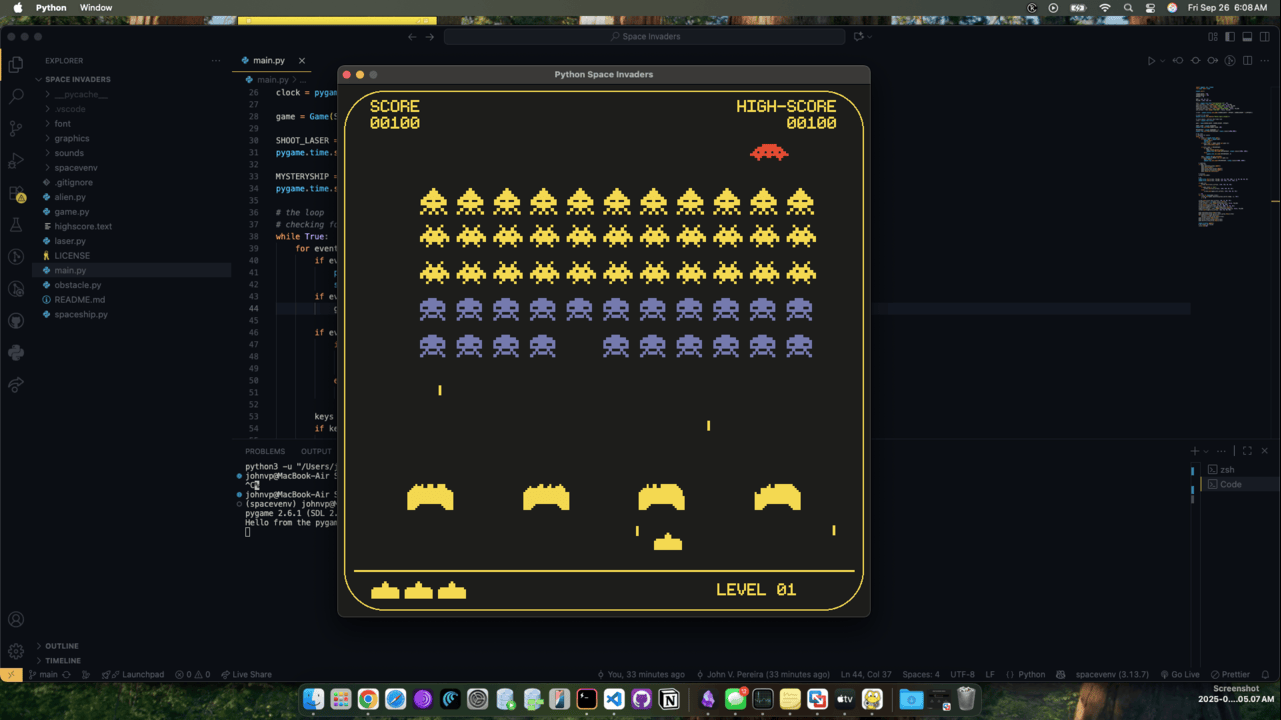 Python Window
Fri Sep 26 6:08 AM
Space Invaders
EXPLORER
SPACE INVADERS
__pycache__
.vscode
font
graphics
sounds
spacevenv
.gitignore
alien.py
game.py
highscore.text
laser.py
LICENSE
main.py
obstacle.py
README.md
spaceship.py
OUTLINE
TIMELINE
main.py
main.py > ...
26 clock = pygam
27
28 game = Game(S
29
30 SHOOT_LASER =
31 pygame.time.s
32
33 MYSTERYSHIP =
34 pygame.time.s
35
36 # the loop
37 # checking fo
38 while True:
39 for event
40 if ev
41 p
42 s
43 if ev
44 g
45
46 if ev
47
48
49
50
51
52
53 keys
54 if ke
Python Space Invaders
SCORE HIGH-SCORE
00100 00100
LEVEL 01
PROBLEMS OUTPUT
python3 -u "/Users/j
johnvp@MacBook-Air S
^C
johnvp@MacBook-Air S
(spacevenv) johnvp@M
pygame 2.6.1 (SDL 2.
Hello from the pygam
zsh
Code
main Launchpad 0 0 Live Share You, 33 minutes ago John V. Pereira (33 minutes ago) Ln 44, Col 37 Spaces: 4 UTF-8 LF Python spacevenv (3.13.7) Go Live Prettier
Screenshot
2025-0....05.07 AM